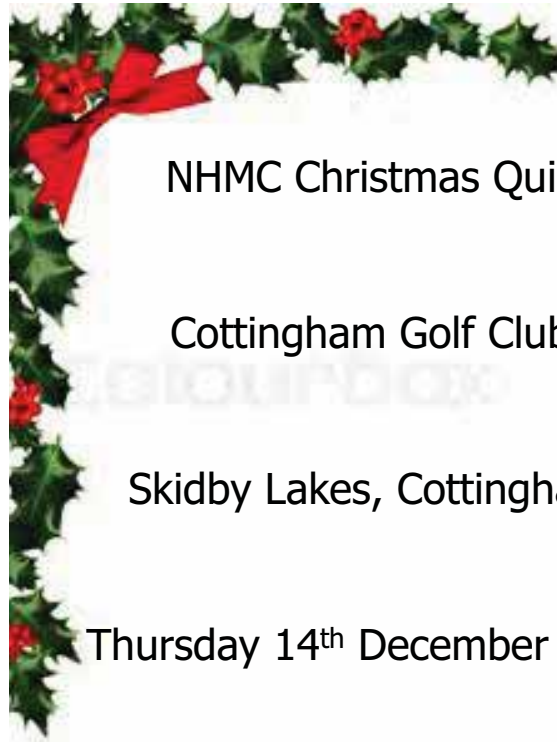 NHMC Christmas Qui
Cottingham Golf Club
Skidby Lakes, Cottingha
Thursday 14th December